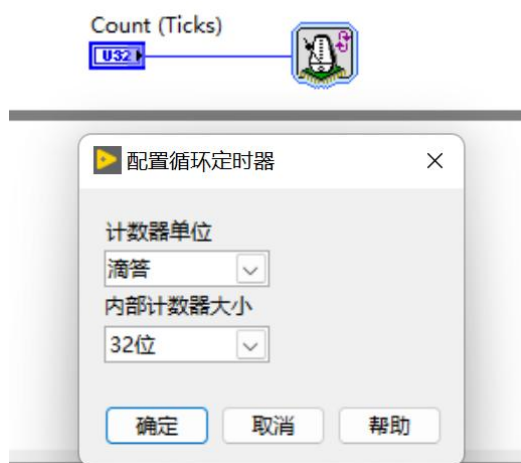 Count (Ticks)
U32
配置循环定时器
计数器单位
滴答
内部计数器大小
32位
确定
取消
帮助